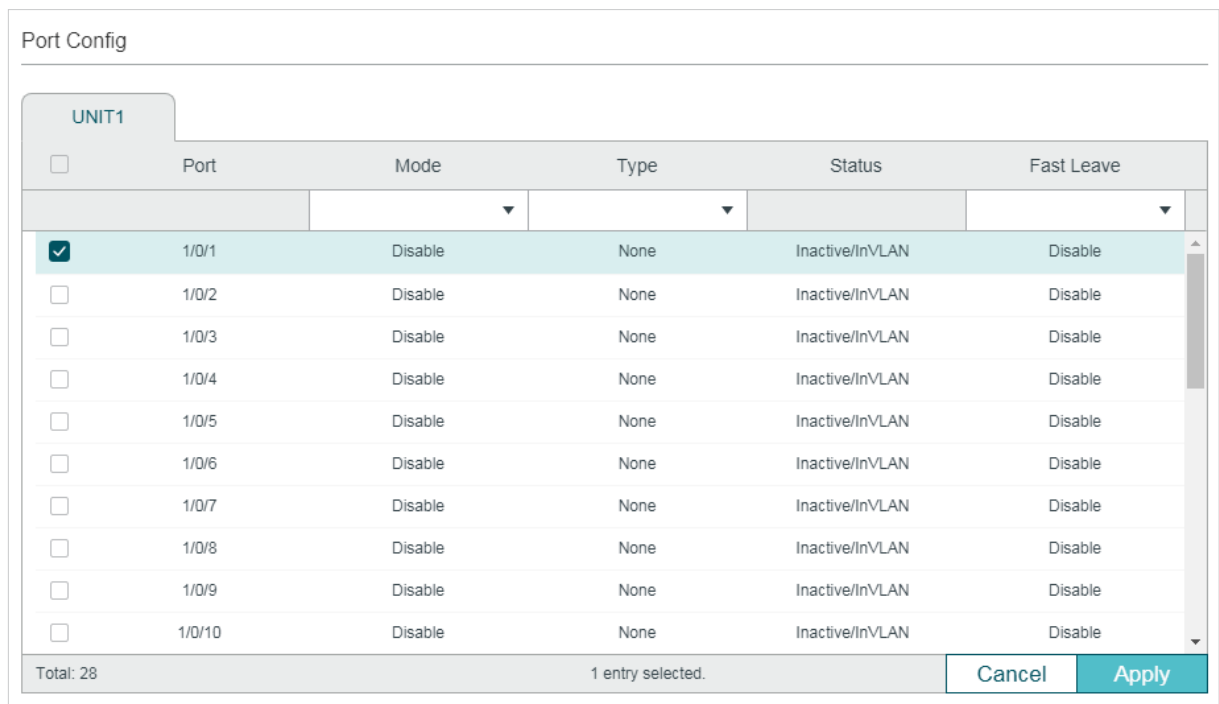 Port Config
UNIT1
Port Mode Type Status Fast Leave
1/0/1 Disable None Inactive/InVLAN Disable
1/0/2 Disable None Inactive/InVLAN Disable
1/0/3 Disable None Inactive/InVLAN Disable
1/0/4 Disable None Inactive/InVLAN Disable
1/0/5 Disable None Inactive/InVLAN Disable
1/0/6 Disable None Inactive/InVLAN Disable
1/0/7 Disable None Inactive/InVLAN Disable
1/0/8 Disable None Inactive/InVLAN Disable
1/0/9 Disable None Inactive/InVLAN Disable
1/0/10 Disable None Inactive/InVLAN Disable
Total: 28 1 entry selected. Cancel Apply